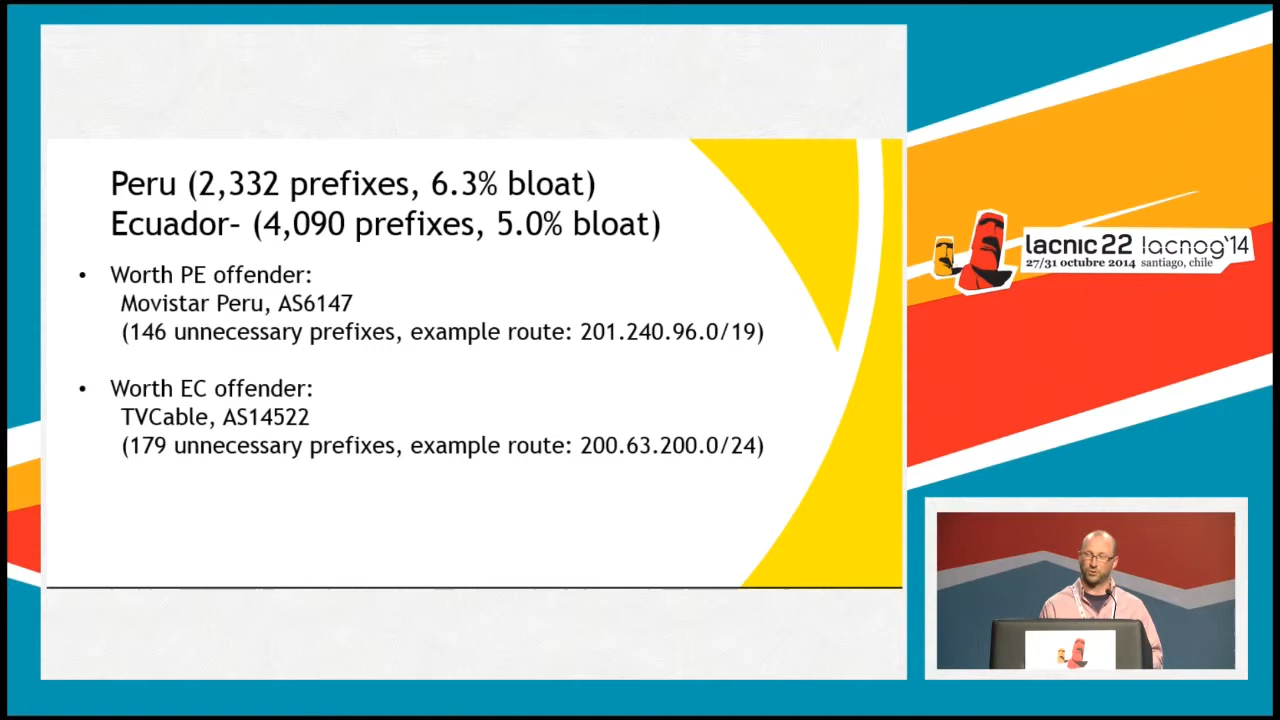 Peru (2,332 prefixes, 6.3% bloat)
Ecuador– (4,090 prefixes, 5.0% bloat)
• Worth PE offender:
Movistar Peru, AS6147
(146 unnecessary prefixes, example route: 201.240.96.0/19)
• Worth EC offender:
TVCable, AS14522
(179 unnecessary prefixes, example route: 200.63.200.0/24)
lacnic 22 lacnog'14
27/31 octubre 2014 santiago, chile